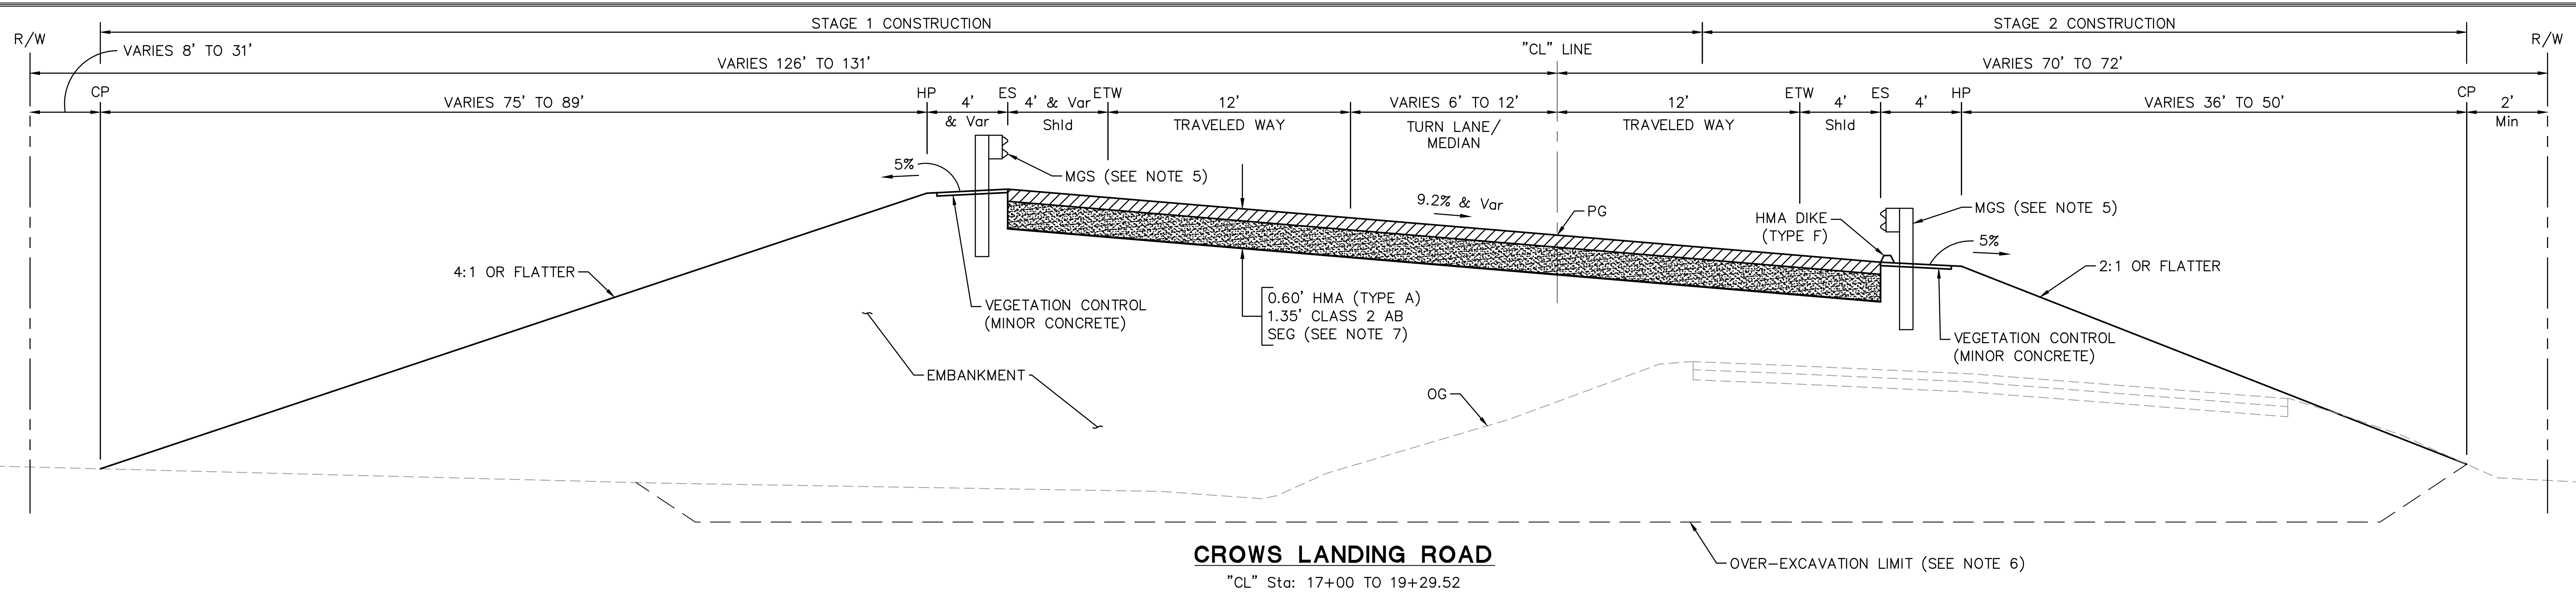 STAGE 1 CONSTRUCTION
STAGE 2 CONSTRUCTION
R/W
VARIES 8' TO 31'
"CL" LINE
R/W
VARIES 126' TO 131'
VARIES 70' TO 72'
CP
VARIES 75' TO 89'
HP
4'
& Var
ES
4' & Var
Shld
ETW
12'
TRAVELED WAY
VARIES 6' TO 12'
TURN LANE/
MEDIAN
12'
TRAVELED WAY
ETW
4'
Shld
ES
4'
HP
VARIES 36' TO 50'
CP
2'
Min
5%
MGS (SEE NOTE 5)
9.2% & Var
PG
HMA DIKE
(TYPE F)
MGS (SEE NOTE 5)
5%
4:1 OR FLATTER
2:1 OR FLATTER
VEGETATION CONTROL
(MINOR CONCRETE)
0.60' HMA (TYPE A)
1.35' CLASS 2 AB
SEG (SEE NOTE 7)
VEGETATION CONTROL
(MINOR CONCRETE)
EMBANKMENT
OG
CROWS LANDING ROAD
"CL" Sta: 17+00 TO 19+29.52
OVER-EXCAVATION LIMIT (SEE NOTE 6)